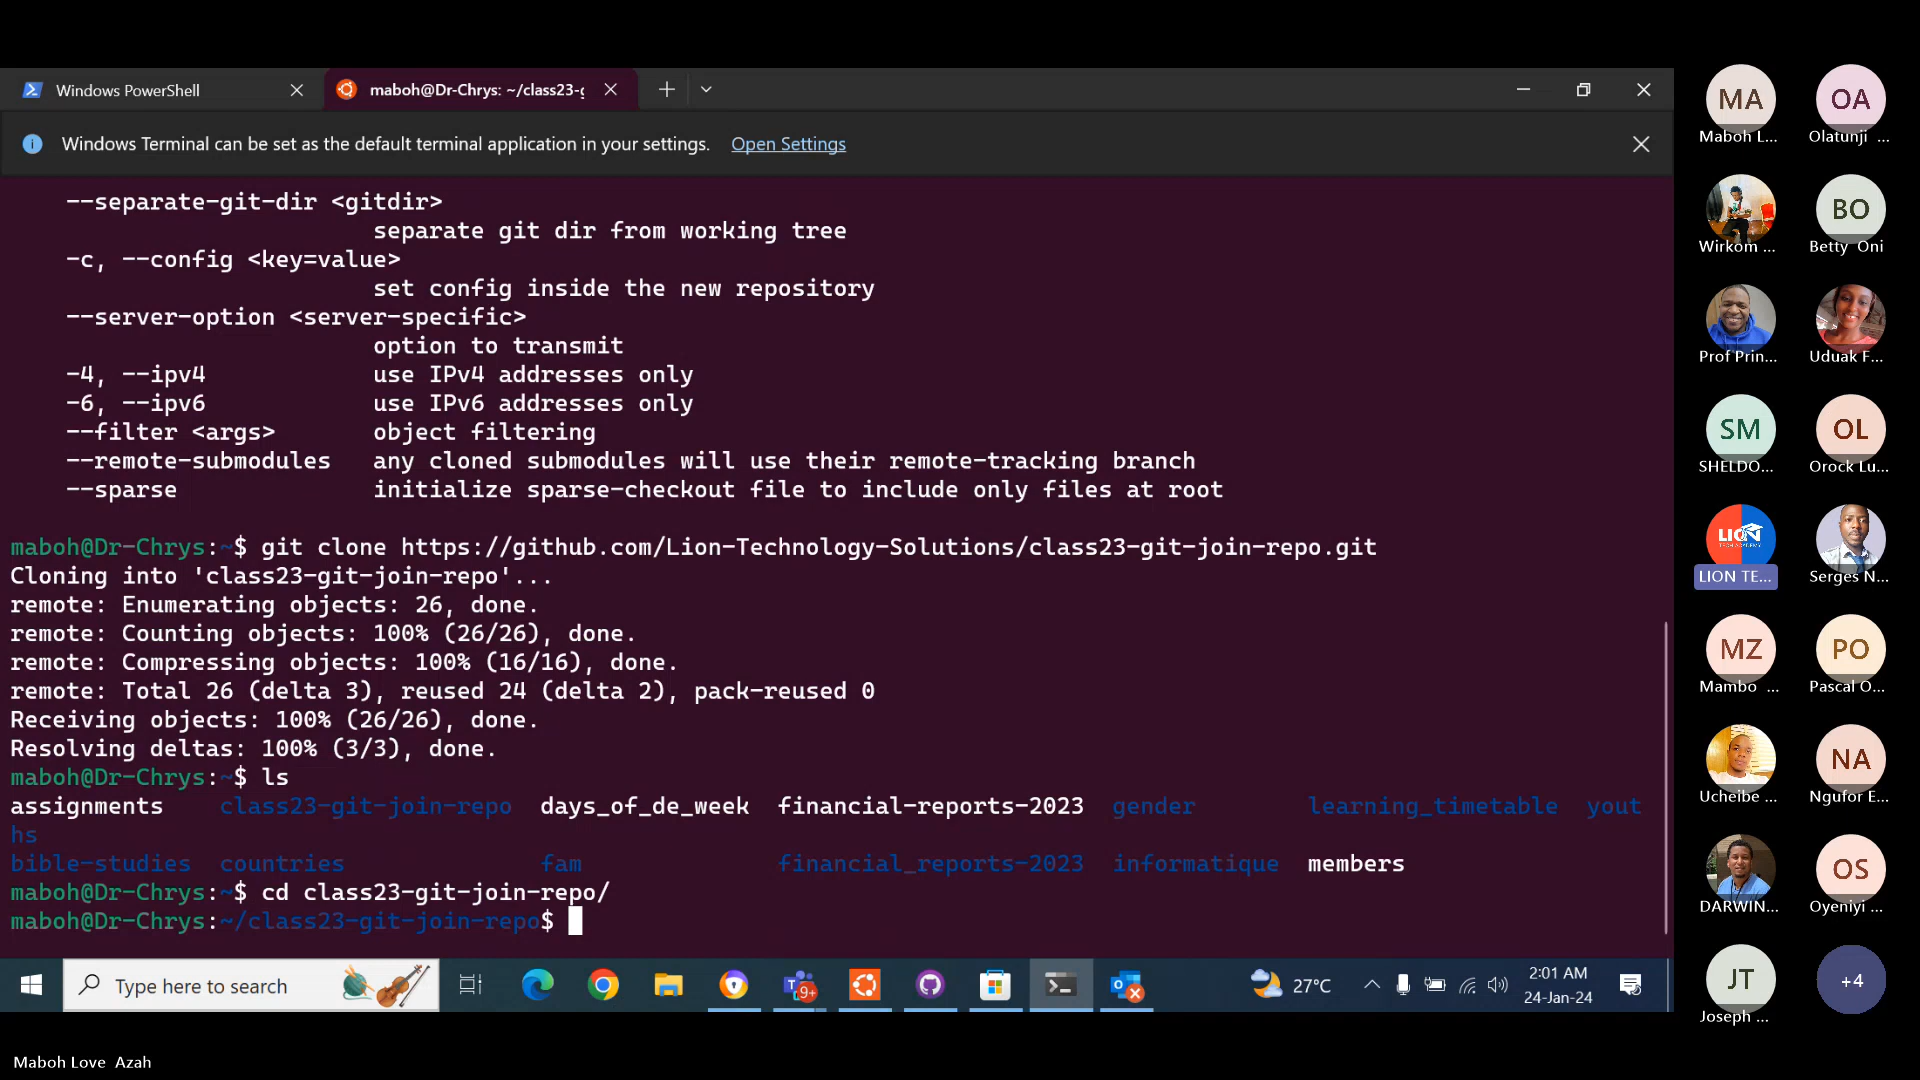 Windows PowerShell
maboh@Dr-Chrys: ~/class23-g
Windows Terminal can be set as the default terminal application in your settings. Open Settings
--separate-git-dir <gitdir>
separate git dir from working tree
-c, --config <key=value>
set config inside the new repository
--server-option <server-specific>
option to transmit
-4, --ipv4 use IPv4 addresses only
-6, --ipv6 use IPv6 addresses only
--filter <args> object filtering
--remote-submodules any cloned submodules will use their remote-tracking branch
--sparse initialize sparse-checkout file to include only files at root
maboh@Dr-Chrys:~$ git clone https://github.com/Lion-Technology-Solutions/class23-git-join-repo.git
Cloning into 'class23-git-join-repo'...
remote: Enumerating objects: 26, done.
remote: Counting objects: 100% (26/26), done.
remote: Compressing objects: 100% (16/16), done.
remote: Total 26 (delta 3), reused 24 (delta 2), pack-reused 0
Receiving objects: 100% (26/26), done.
Resolving deltas: 100% (3/3), done.
maboh@Dr-Chrys:~$ ls
assignments class23-git-join-repo days_of_de_week financial-reports-2023 gender learning_timetable yout
hs
bible-studies countries fam financial_reports-2023 informatique members
maboh@Dr-Chrys:~$ cd class23-git-join-repo/
maboh@Dr-Chrys:~/class23-git-join-repo$
Type here to search
9+
27°C
2:01 AM
24-Jan-24
MA OA
Maboh L... Olatunji ...
BO
Wirkom ... Betty Oni
Prof Prin... Uduak F...
SM OL
SHELDO... Orock Lu...
LION
LION TE... Serges N...
MZ PO
Mambo ... Pascal O...
NA
Ucheibe ... Ngufor E...
OS
DARWIN... Oyeniyi ...
JT +4
Joseph ...
Maboh Love Azah